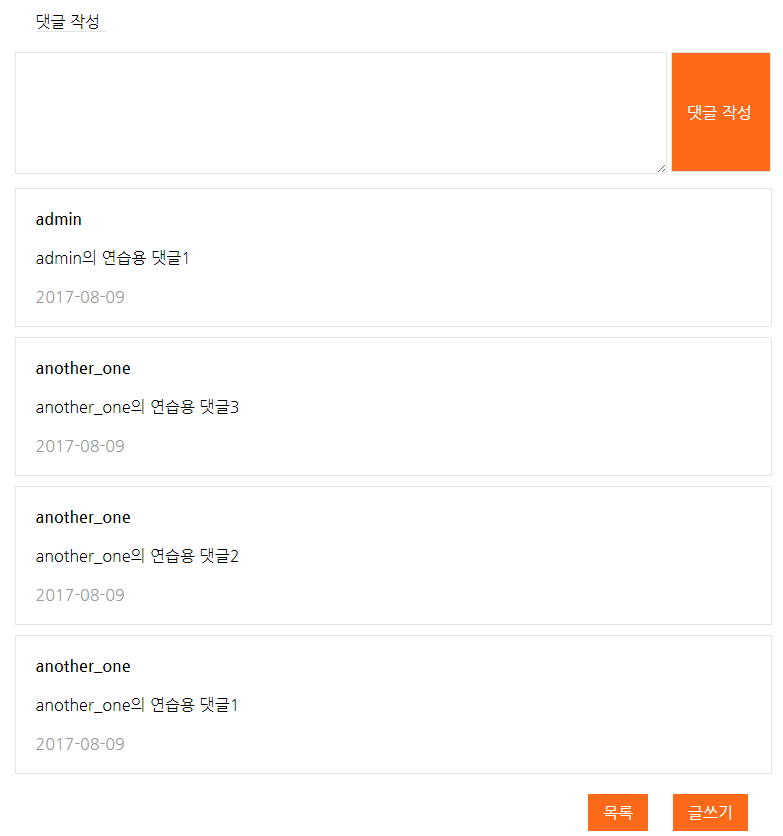 댓글 작성
댓글 작성
admin
admin의 연습용 댓글1
2017-08-09
another_one
another_one의 연습용 댓글3
2017-08-09
another_one
another_one의 연습용 댓글2
2017-08-09
another_one
another_one의 연습용 댓글1
2017-08-09
목록 글쓰기